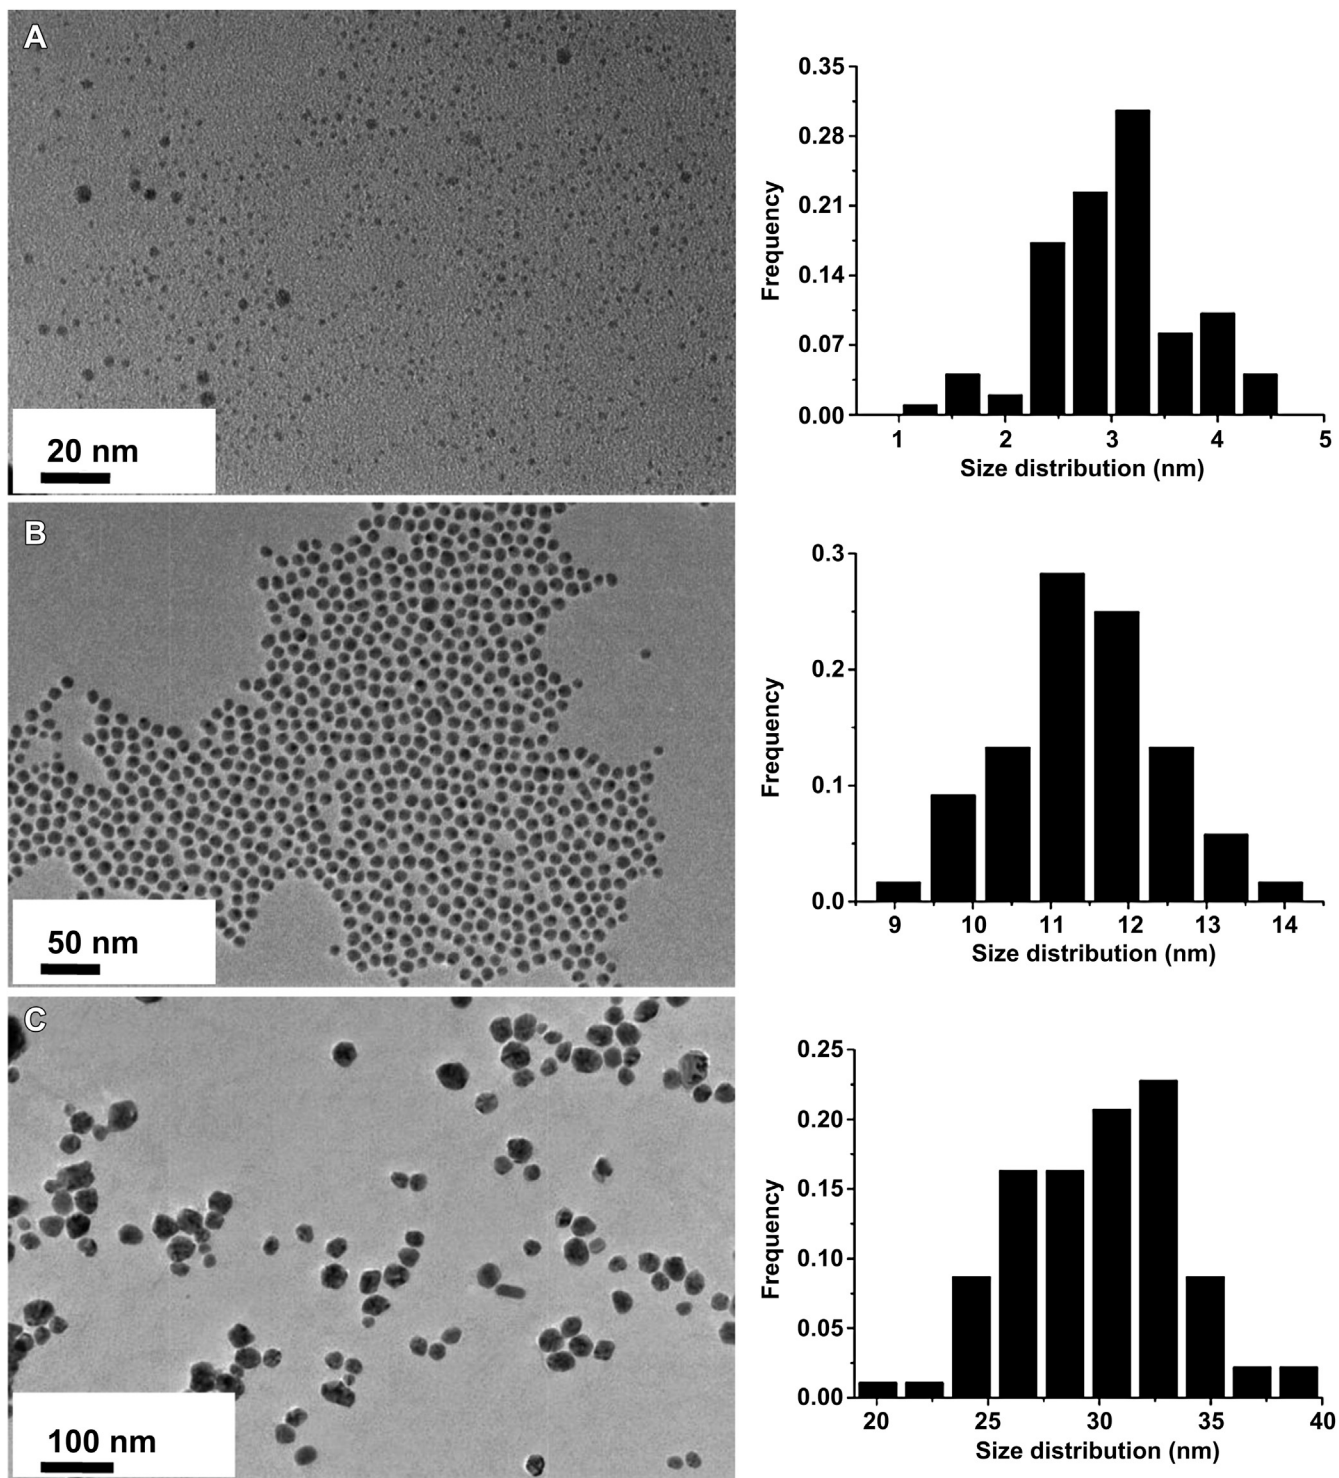 A
20 nm
0.35
0.28
0.21
0.14
0.07
0.00
Frequency
1 2 3 4 5
Size distribution (nm)
B
50 nm
0.3
0.2
0.1
0.0
Frequency
9 10 11 12 13 14
Size distribution (nm)
C
100 nm
0.25
0.20
0.15
0.10
0.05
0.00
Frequency
20 25 30 35 40
Size distribution (nm)